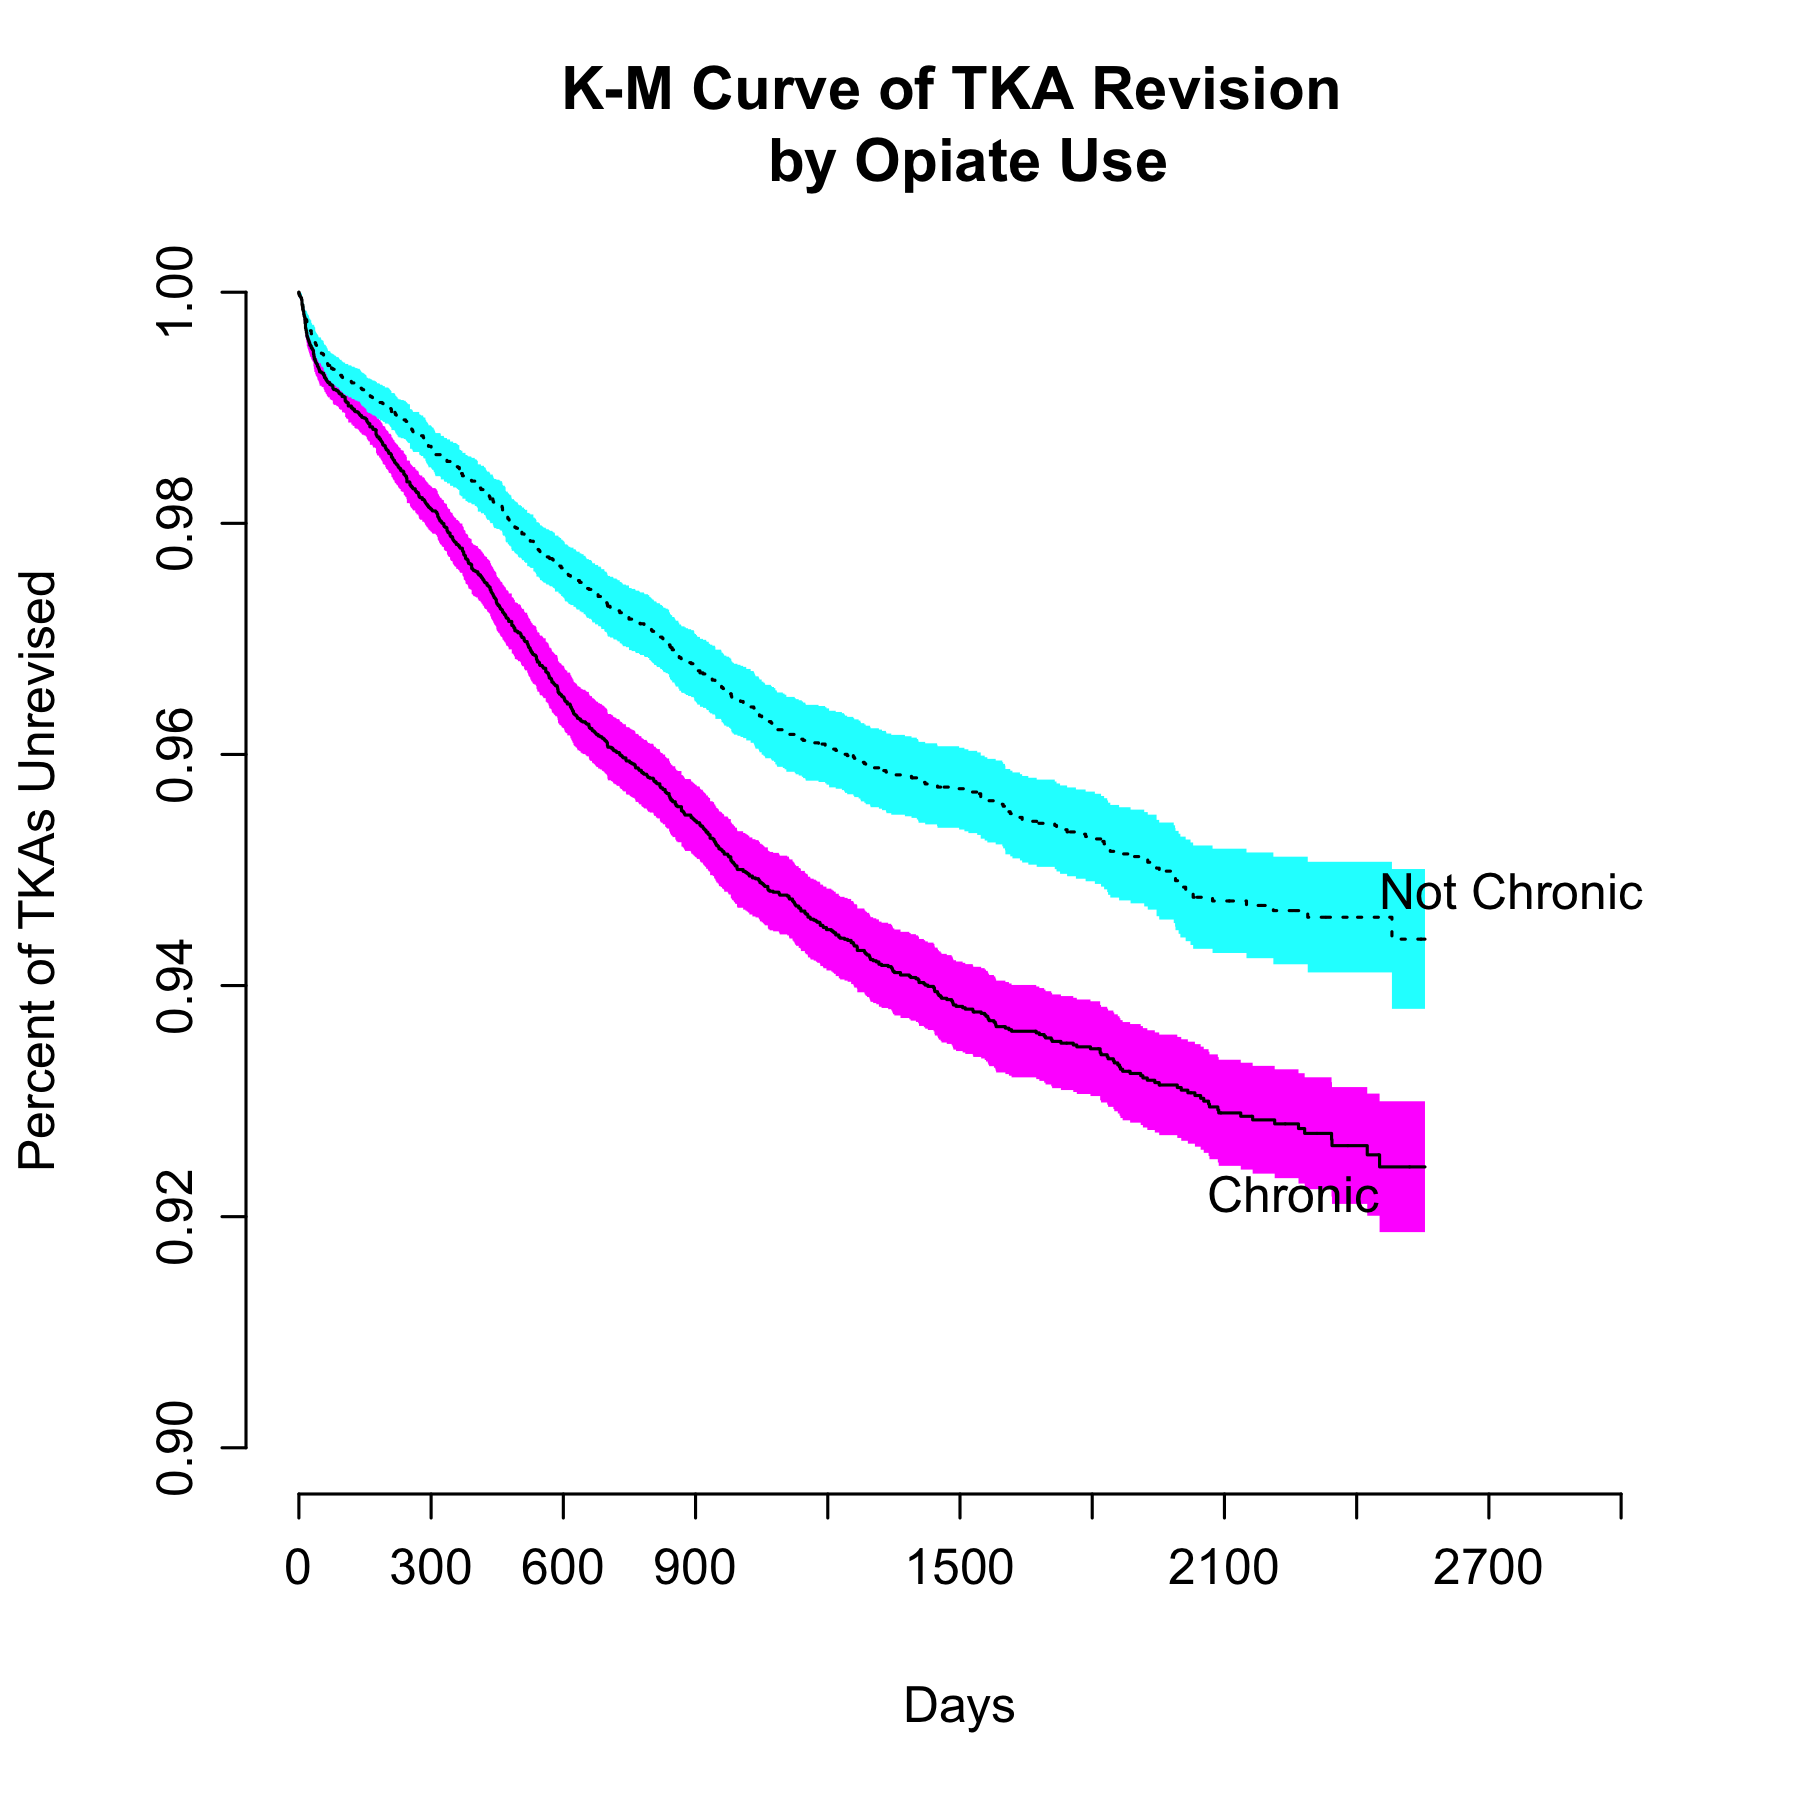 K-M Curve of TKA Revision
by Opiate Use
Percent of TKAs Unrevised
1.00
0.98
0.96
0.94
0.92
0.90
Not Chronic
Chronic
0 300 600 900 1500 2100 2700
Days